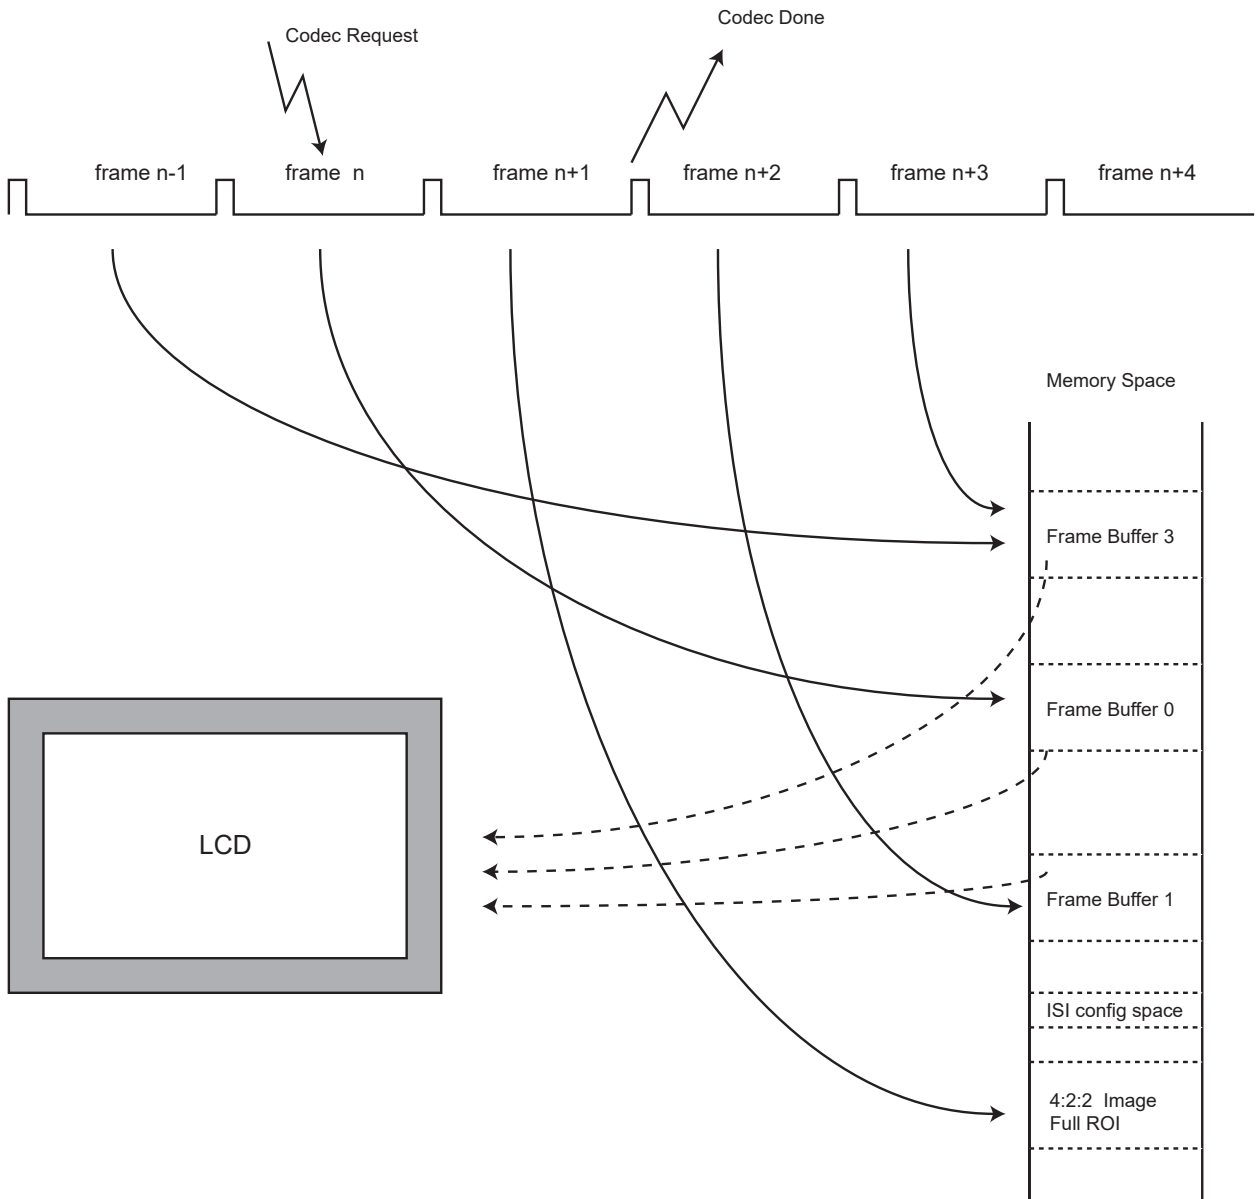 Codec Done
Codec Request
frame n-1
frame n
frame n+1
frame n+2
frame n+3
frame n+4
Memory Space
Frame Buffer 3
Frame Buffer 0
LCD
Frame Buffer 1
ISI config space
4:2:2 Image
Full ROI